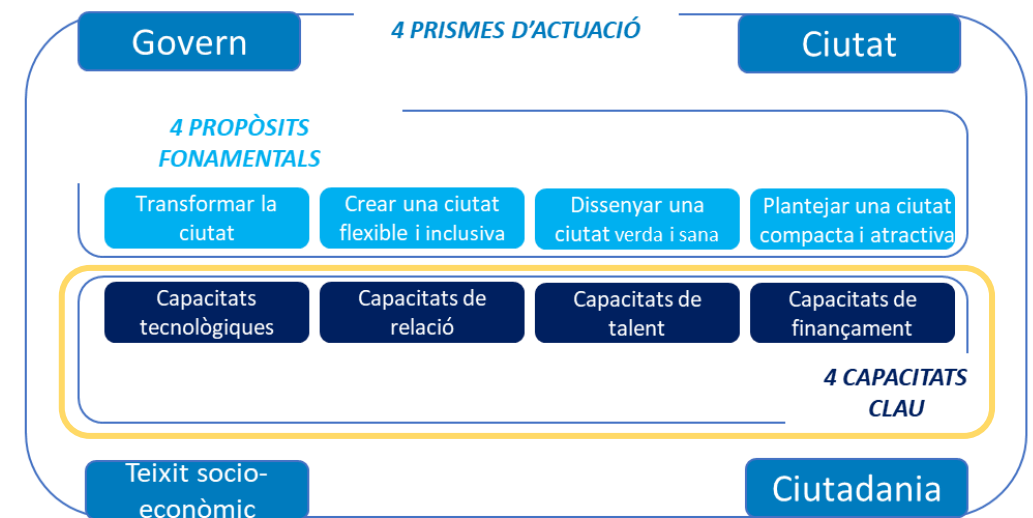 Govern
4 PRISMES D'ACTUACIÓ
Ciutat
4 PROPÒSITS
FONAMENTALS
Transformar la
ciutat
Crear una ciutat
flexible i inclusiva
Dissenyar una
ciutat verda i sana
Plantejar una ciutat
compacta i atractiva
Capacitats
tecnològiques
Capacitats de
relació
Capacitats de
talent
Capacitats de
finançament
4 CAPACITATS
CLAU
Teixit socio-
econòmic
Ciutadania